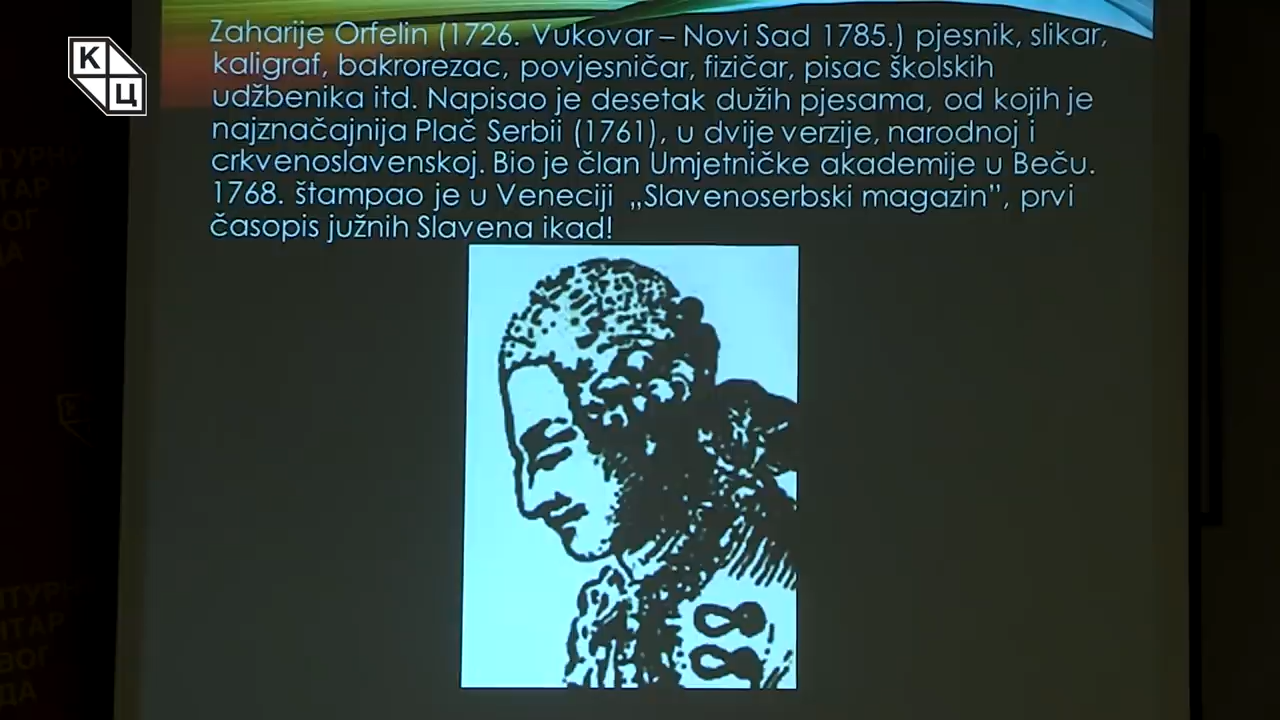 Zaharije Orfelin (1726. Vukovar – Novi Sad 1785.) pjesnik, slikar,
kaligraf, bakrorezac, povjesničar, fizičar, pisac školskih
udžbenika itd. Napisao je desetak dužih pjesama, od kojih je
najznačajnija Plač Serbii (1761), u dvije verzije, narodnoj i
crkvenoslavenskoj. Bio je član Umjetničke akademije u Beču.
1768. štampao je u Veneciji „Slavenoserbski magazin”, prvi
časopis južnih Slavena ikad!
К
Ц